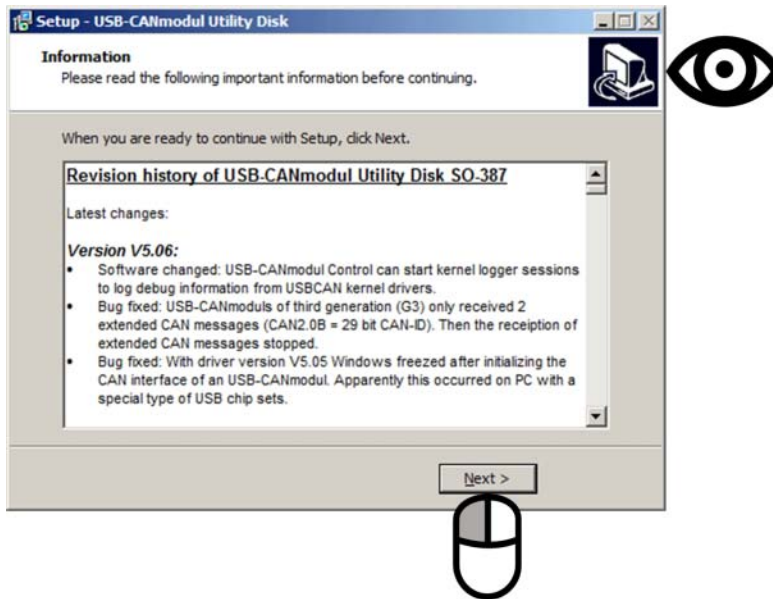 Setup - USB-CANmodul Utility Disk
Information
Please read the following important information before continuing.
When you are ready to continue with Setup, click Next.
Revision history of USB-CANmodul Utility Disk SO-387
Latest changes:
Version V5.06:
• Software changed: USB-CANmodul Control can start kernel logger sessions
to log debug information from USBCAN kernel drivers.
• Bug fixed: USB-CANmoduls of third generation (G3) only received 2
extended CAN messages (CAN2.0B = 29 bit CAN-ID). Then the receiption of
extended CAN messages stopped.
• Bug fixed: With driver version V5.05 Windows freezed after initializing the
CAN interface of an USB-CANmodul. Apparently this occurred on PC with a
special type of USB chip sets.
Next >